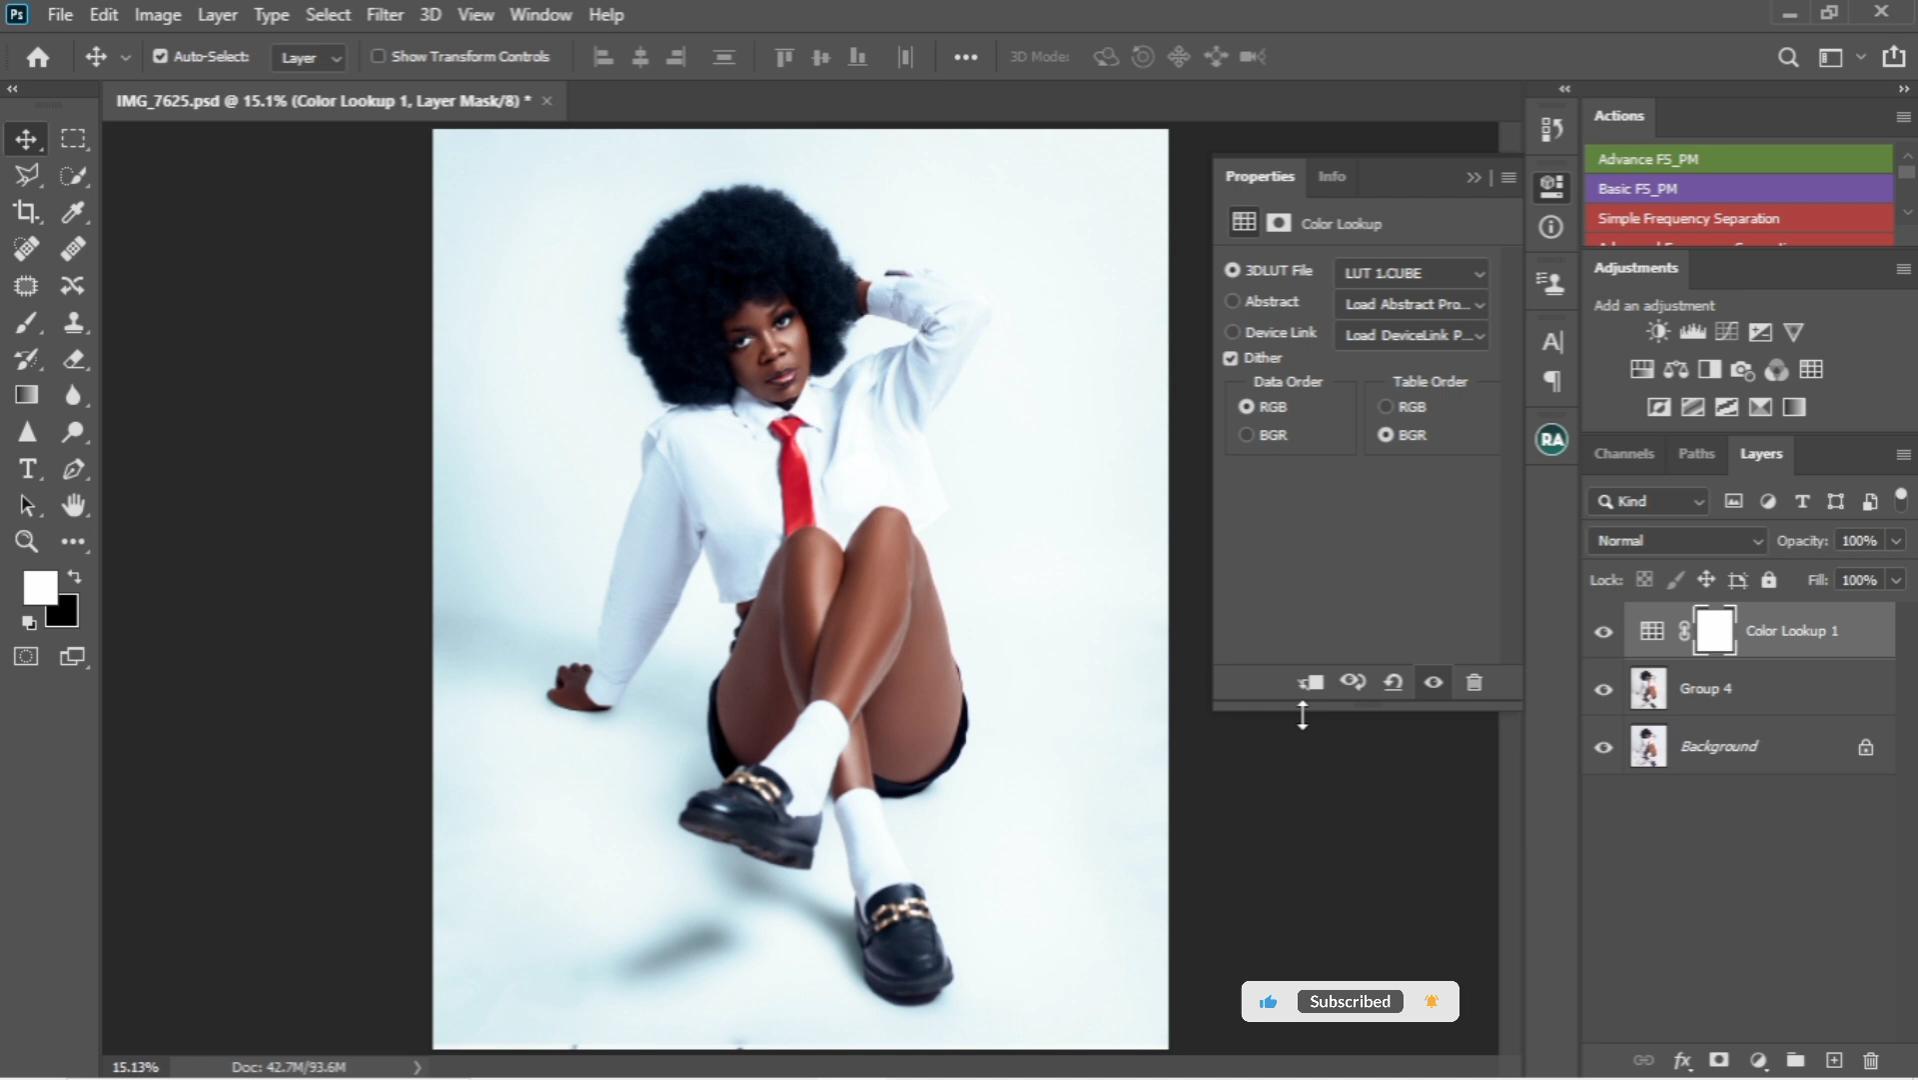 Ps File Edit Image Layer Type Select Filter 3D View Window Help
Auto-Select: Layer Show Transform Controls 3D Mode:
IMG_7625.psd @ 15.1% (Color Lookup 1, Layer Mask/8) *
Properties Info
Color Lookup
3DLUT File LUT 1.CUBE
Abstract Load Abstract Pro...
Device Link Load DeviceLink P...
Dither
Data Order Table Order
RGB RGB
BGR BGR
Actions
Advance FS_PM
Basic FS_PM
Simple Frequency Separation
Adjustments
Add an adjustment
RA
Channels Paths Layers
Kind
Normal Opacity: 100%
Lock: Fill: 100%
Color Lookup 1
Group 4
Background
Subscribed
15.13% Doc: 42.7M/93.6M